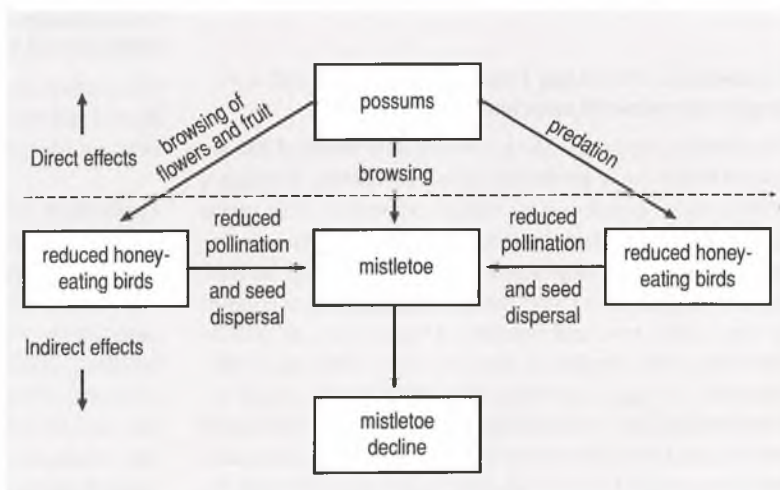 possums
browsing of
flowers and fruit
predation
Direct effects
browsing
reduced honey-
eating birds
reduced
pollination
and seed
dispersal
mistletoe
reduced
pollination
and seed
dispersal
reduced honey-
eating birds
Indirect effects
mistletoe
decline